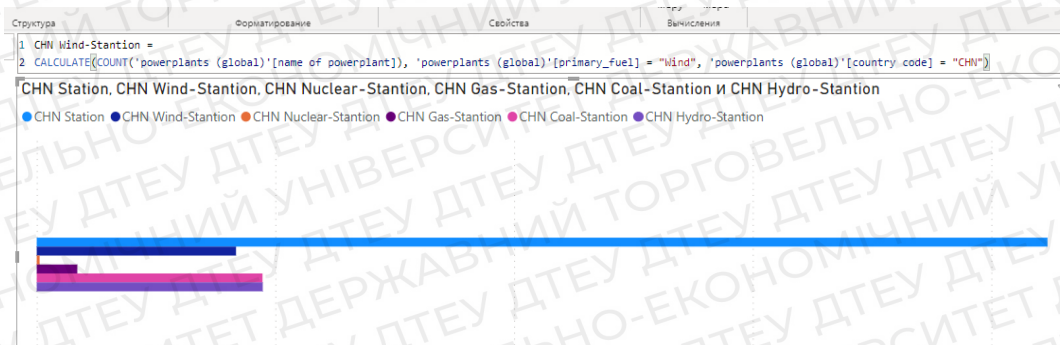 Структура Форматирование Свойства Вычисления
1 CHN Wind-Stantion =
2 CALCULATE(COUNT('powerplants (global)'[name of powerplant]), 'powerplants (global)'[primary_fuel] = "Wind", 'powerplants (global)'[country code] = "CHN")
CHN Station, CHN Wind-Stantion, CHN Nuclear-Stantion, CHN Gas-Stantion, CHN Coal-Stantion и CHN Hydro-Stantion
CHN Station CHN Wind-Stantion CHN Nuclear-Stantion CHN Gas-Stantion CHN Coal-Stantion CHN Hydro-Stantion